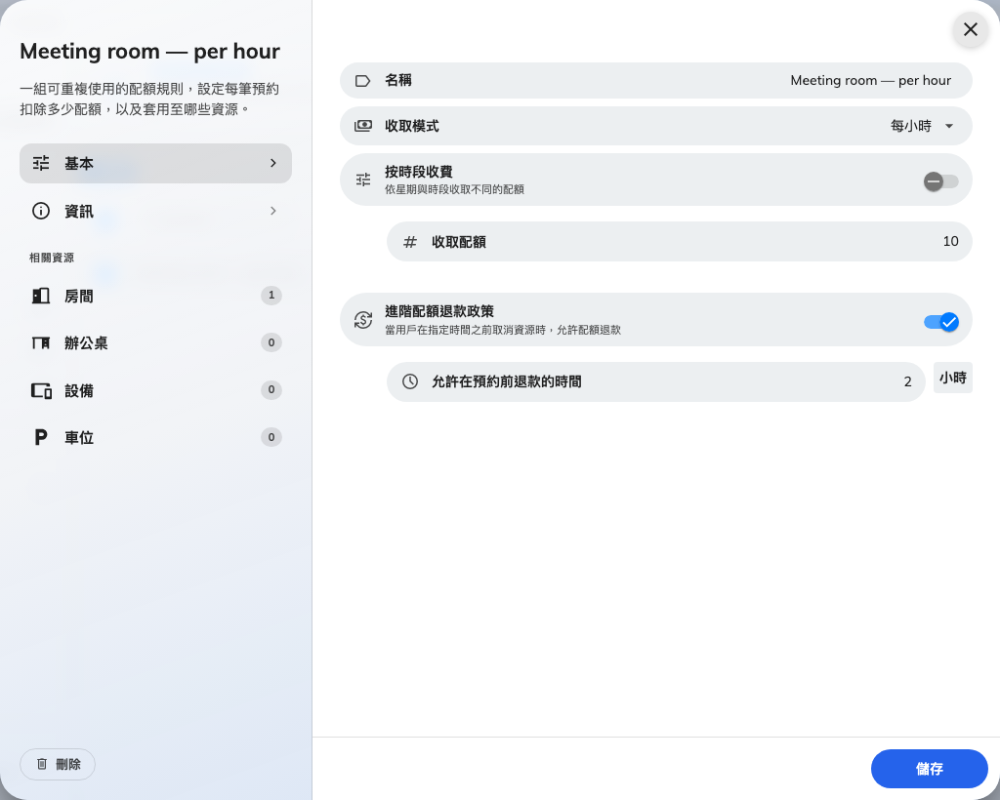 Meeting room — per hour
一組可重複使用的配額規則，設定每筆預約
扣除多少配額，以及套用至哪些資源。
基本
資訊
相關資源
房間 1
辦公桌 0
設備 0
車位 0
刪除
名稱 Meeting room — per hour
收取模式 每小時
按時段收費
依星期與時段收取不同的配額
收取配額 10
進階配額退款政策
當用戶在指定時間之前取消資源時，允許配額退款
允許在預約前退款的時間 2 小時
儲存